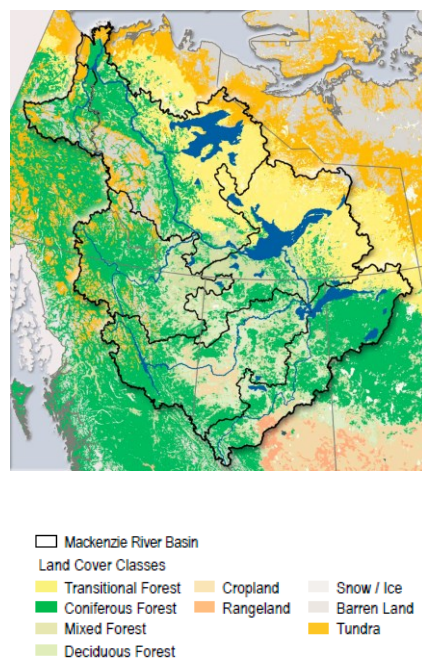 Mackenzie River Basin
Land Cover Classes
Transitional Forest Cropland Snow / Ice
Coniferous Forest Rangeland Barren Land
Mixed Forest Tundra
Deciduous Forest